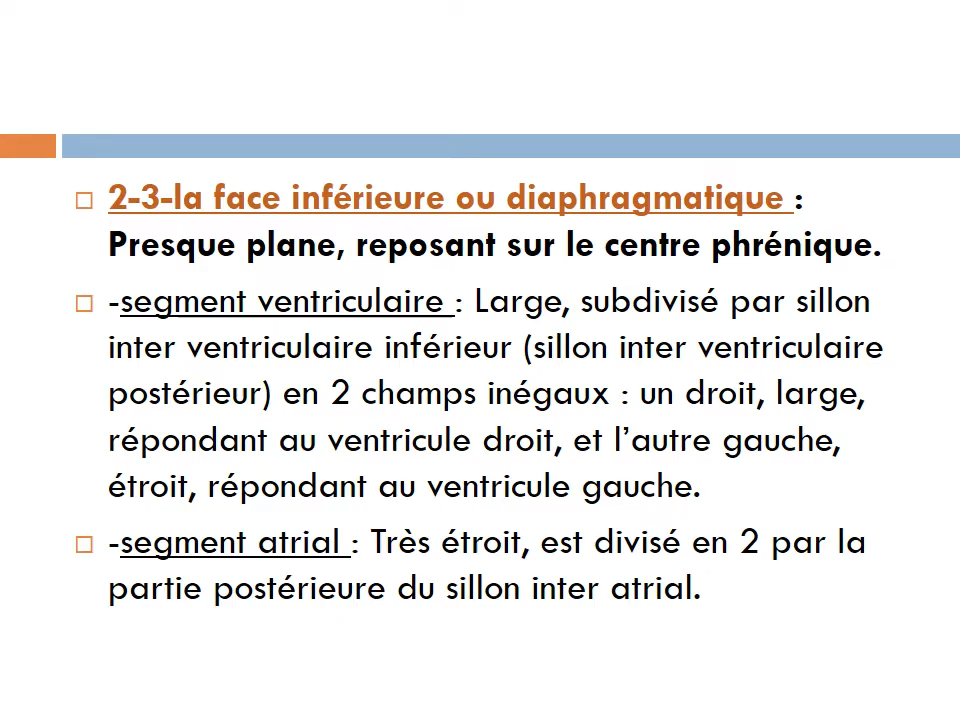 2-3-la face inférieure ou diaphragmatique :
Presque plane, reposant sur le centre phrénique.
-segment ventriculaire : Large, subdivisé par sillon
inter ventriculaire inférieur (sillon inter ventriculaire
postérieur) en 2 champs inégaux : un droit, large,
répondant au ventricule droit, et l’autre gauche,
étroit, répondant au ventricule gauche.
-segment atrial : Très étroit, est divisé en 2 par la
partie postérieure du sillon inter atrial.